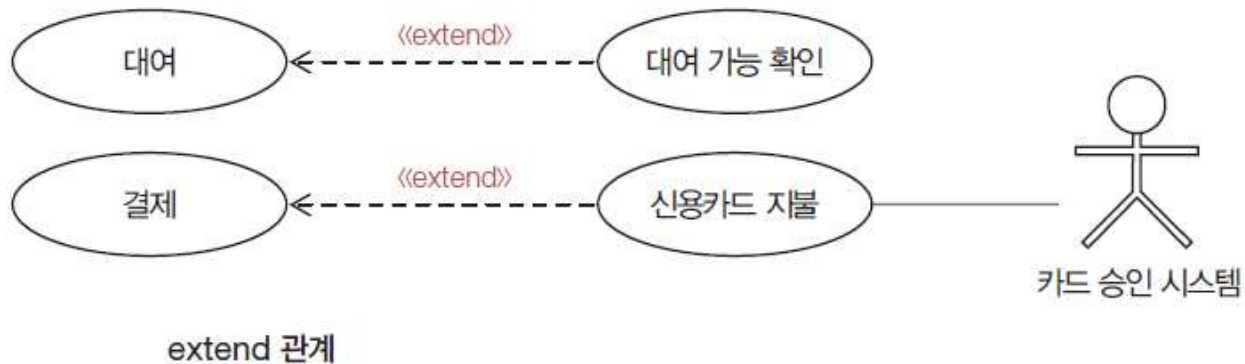 대여
《extend》
대여 가능 확인
결제
《extend》
신용카드 지불
카드 승인 시스템
extend 관계